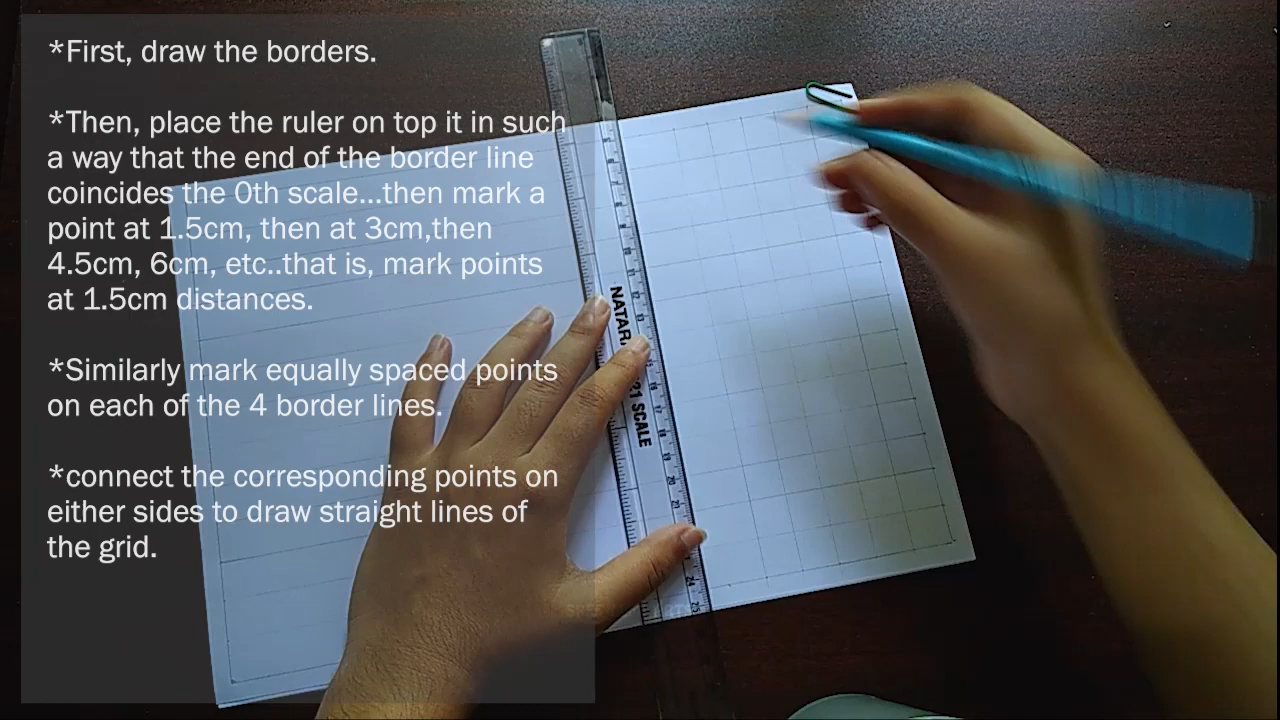 *First, draw the borders.
*Then, place the ruler on top it in such
a way that the end of the border line
coincides the 0th scale...then mark a
point at 1.5cm, then at 3cm,then
4.5cm, 6cm, etc..that is, mark points
at 1.5cm distances.
*Similarly mark equally spaced points
on each of the 4 border lines.
*connect the corresponding points on
either sides to draw straight lines of
the grid.
NATAR
21 SCALE